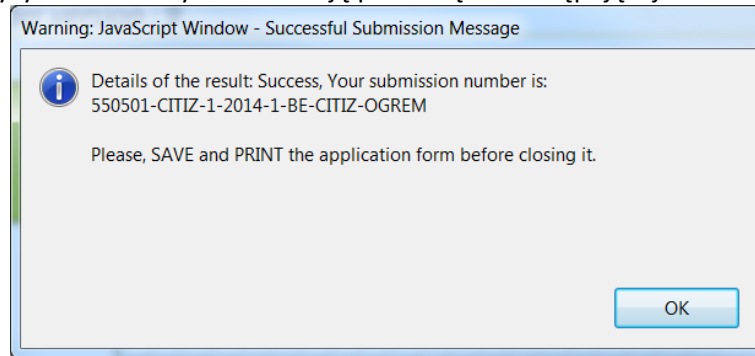 Warning: JavaScript Window - Successful Submission Message
Details of the result: Success, Your submission number is:
550501-CITIZ-1-2014-1-BE-CITIZ-OGREM
Please, SAVE and PRINT the application form before closing it.
OK